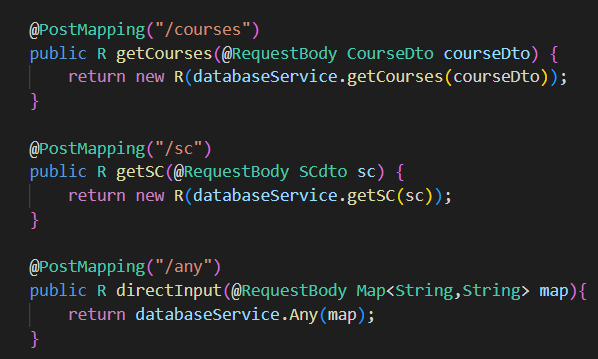 @PostMapping("/courses")
public R getCourses(@RequestBody CourseDto courseDto) {
    return new R(databaseService.getCourses(courseDto));
}

@PostMapping("/sc")
public R getSC(@RequestBody SCdto sc) {
    return new R(databaseService.getSC(sc));
}

@PostMapping("/any")
public R directInput(@RequestBody Map<String,String> map){
    return databaseService.Any(map);
}